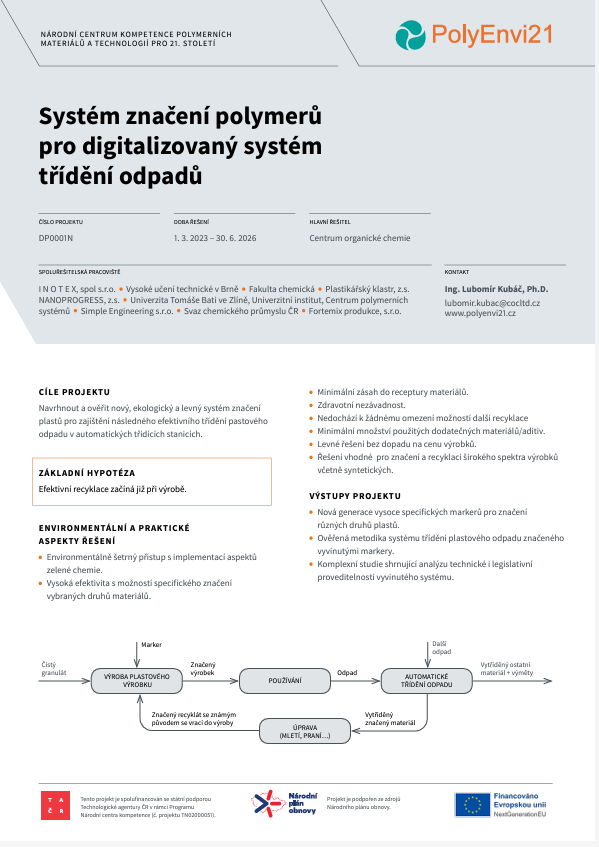 NÁRODNÍ CENTRUM KOMPETENCE POLYMERNÍCH
MATERIÁLŮ A TECHNOLOGIÍ PRO 21. STOLETÍ
PolyEnvi21
Systém značení polymerů
pro digitalizovaný systém
třídění odpadů
ČÍSLO PROJEKTU
DP0001N
DOBA ŘEŠENÍ
1. 3. 2023 – 30. 6. 2026
HLAVNÍ ŘEŠITEL
Centrum organické chemie
SPOLUŘEŠITELSKÁ PRACOVIŠTĚ
I N O T E X, spol s.r.o. • Vysoké učení technické v Brně • Fakulta chemická • Plastikářský klastr, z.s.
NANOPROGRESS, z.s. • Univerzita Tomáše Bati ve Zlíně, Univerzitní institut, Centrum polymerních
systémů • Simple Engineering s.r.o. • Svaz chemického průmyslu ČR • Fortemix produkce, s.r.o.
KONTAKT
Ing. Lubomír Kubáč, Ph.D.
lubomir.kubac@cocltd.cz
www.polyenvi21.cz
CÍLE PROJEKTU
Navrhnout a ověřit nový, ekologický a levný systém značení
plastů pro zajištění následného efektivního třídění pastového
odpadu v automatických třídících stanicích.
ZÁKLADNÍ HYPOTÉZA
Efektivní recyklace začíná již při výrobě.
ENVIRONMENTÁLNÍ A PRAKTICKÉ
ASPEKTY ŘEŠENÍ
• Environmentálně šetrný přístup s implementací aspektů
zelené chemie.
• Vysoká efektivita s možností specifického značení
vybraných druhů materiálů.
• Minimální zásah do receptury materiálů.
• Zdravotní nezávadnost.
• Nedochází k žádnému omezení možností další recyklace
• Minimální množství použitých dodatečných materiálů/aditiv.
• Levné řešení bez dopadu na cenu výrobků.
• Řešení vhodné pro značení a recyklaci širokého spektra výrobků
včetně syntetických.
VÝSTUPY PROJEKTU
• Nová generace vysoce specifických markerů pro značení
různých druhů plastů.
• Ověřená metodika systému třídění plastového odpadu značeného
vyvinutými markery.
• Komplexní studie shrnující analýzu technické i legislativní
proveditelnosti vyvinutého systému.
Marker
Další
odpad
Čistý
granulát
VÝROBA PLASTOVÉHO
VÝROBKU
Značený
výrobek
POUŽÍVÁNÍ
Odpad
AUTOMATICKÉ
TŘÍDĚNÍ ODPADU
Vytříděný ostatní
materiál + výměty
Značený recyklát se známým
původem se vrací do výroby
ÚPRAVA
(MLETÍ, PRANÍ…)
Vytříděný
značený materiál
T A
Č R
Tento projekt je spolufinancován se státní podporou
Technologické agentury ČR v rámci Programu
Národní centra kompetence (č. projektu TN02000051).
Národní
plán
obnovy
Projekt je podpořen ze zdrojů
Národního plánu obnovy.
Financováno
Evropskou unií
NextGenerationEU